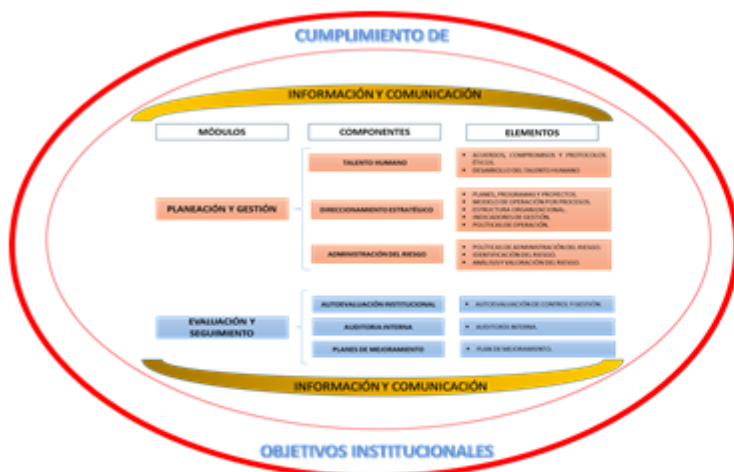 CUMPLIMIENTO DE
INFORMACIÓN Y COMUNICACIÓN
MÓDULOS
COMPONENTES
ELEMENTOS
PLANEACIÓN Y GESTIÓN
TALENTO HUMANO
ACUERDOS, COMPROMISOS Y PROTOCOLOS
ÉTICOS.
DESARROLLO DEL TALENTO HUMANO
DIRECCIONAMIENTO ESTRATÉGICO
PLANES, PROGRAMAS Y PROYECTOS.
MODELO DE OPERACIÓN POR PROCESOS.
ESTRUCTURA ORGANIZACIONAL.
INDICADORES DE GESTIÓN.
POLÍTICAS DE OPERACIÓN.
ADMINISTRACIÓN DEL RIESGO
POLÍTICAS DE ADMINISTRACIÓN DEL RIESGO.
IDENTIFICACIÓN DEL RIESGO.
ANÁLISIS Y VALORACIÓN DEL RIESGO.
EVALUACIÓN Y
SEGUIMIENTO
AUTOEVALUACIÓN INSTITUCIONAL
AUTOEVALUACIÓN DE CONTROL Y GESTIÓN.
AUDITORIA INTERNA
AUDITORÍA INTERNA.
PLANES DE MEJORAMIENTO
PLAN DE MEJORAMIENTO.
INFORMACIÓN Y COMUNICACIÓN
OBJETIVOS INSTITUCIONALES